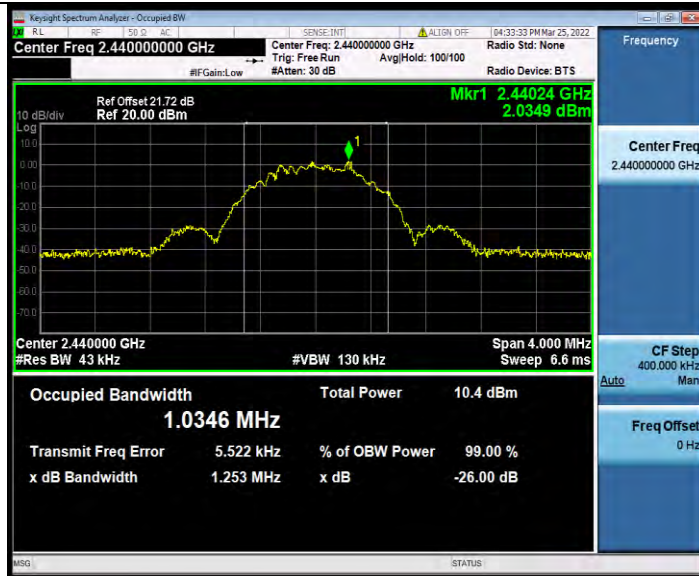 Keysight Spectrum Analyzer - Occupied BW
RL RF 50 Ω AC SENSE:INT ALIGN OFF 04:33:33 PM Mar 25, 2022
Center Freq 2.440000000 GHz
Center Freq: 2.440000000 GHz
Radio Std: None
Trig: Free Run Avg|Hold: 100/100
#IFGain:Low #Atten: 30 dB Radio Device: BTS
Frequency
Ref Offset 21.72 dB
10 dB/div Ref 20.00 dBm
Mkr1 2.44024 GHz
2.0349 dBm
Log
10.0
0.00
-10.0
-20.0
-30.0
-40.0
-50.0
-60.0
-70.0
1
Center 2.440000 GHz Span 4.000 MHz
#Res BW 43 kHz #VBW 130 kHz Sweep 6.6 ms
Occupied Bandwidth Total Power 10.4 dBm
1.0346 MHz
Transmit Freq Error 5.522 kHz % of OBW Power 99.00 %
x dB Bandwidth 1.253 MHz x dB -26.00 dB
Center Freq
2.440000000 GHz
CF Step
400.000 kHz
Auto Man
Freq Offset
0 Hz
MSG STATUS